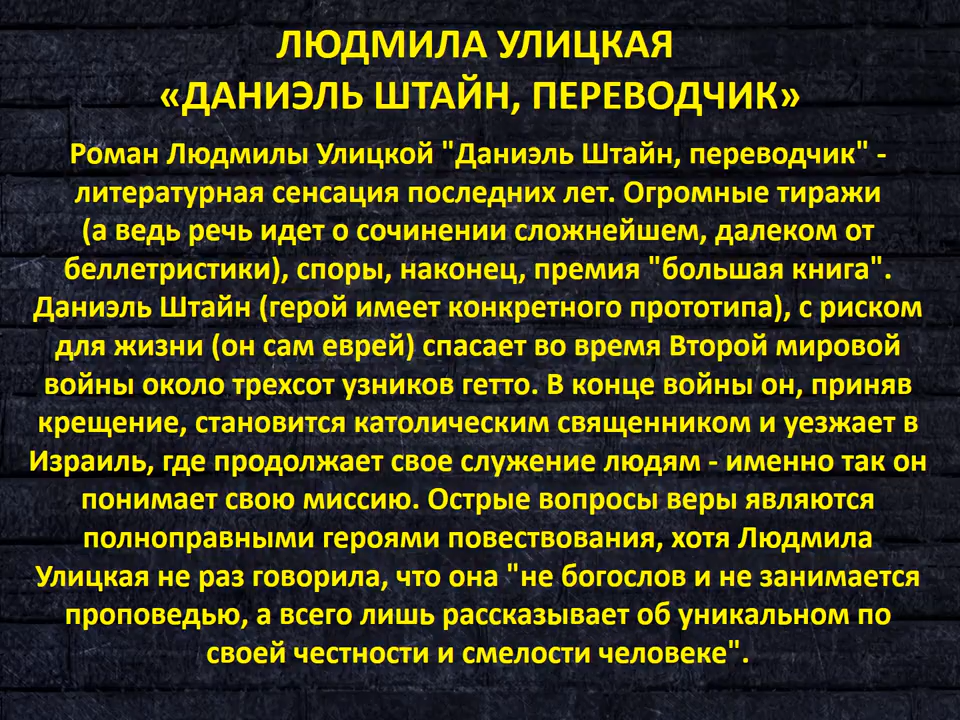 ЛЮДМИЛА УЛИЦКАЯ
«ДАНИЭЛЬ ШТАЙН, ПЕРЕВОДЧИК»
Роман Людмилы Улицкой "Даниэль Штайн, переводчик" -
литературная сенсация последних лет. Огромные тиражи
(а ведь речь идет о сочинении сложнейшем, далеком от
беллетристики), споры, наконец, премия "большая книга".
Даниэль Штайн (герой имеет конкретного прототипа), с риском
для жизни (он сам еврей) спасает во время Второй мировой
войны около трехсот узников гетто. В конце войны он, приняв
крещение, становится католическим священником и уезжает в
Израиль, где продолжает свое служение людям - именно так он
понимает свою миссию. Острые вопросы веры являются
полноправными героями повествования, хотя Людмила
Улицкая не раз говорила, что она "не богослов и не занимается
проповедью, а всего лишь рассказывает об уникальном по
своей честности и смелости человеке".